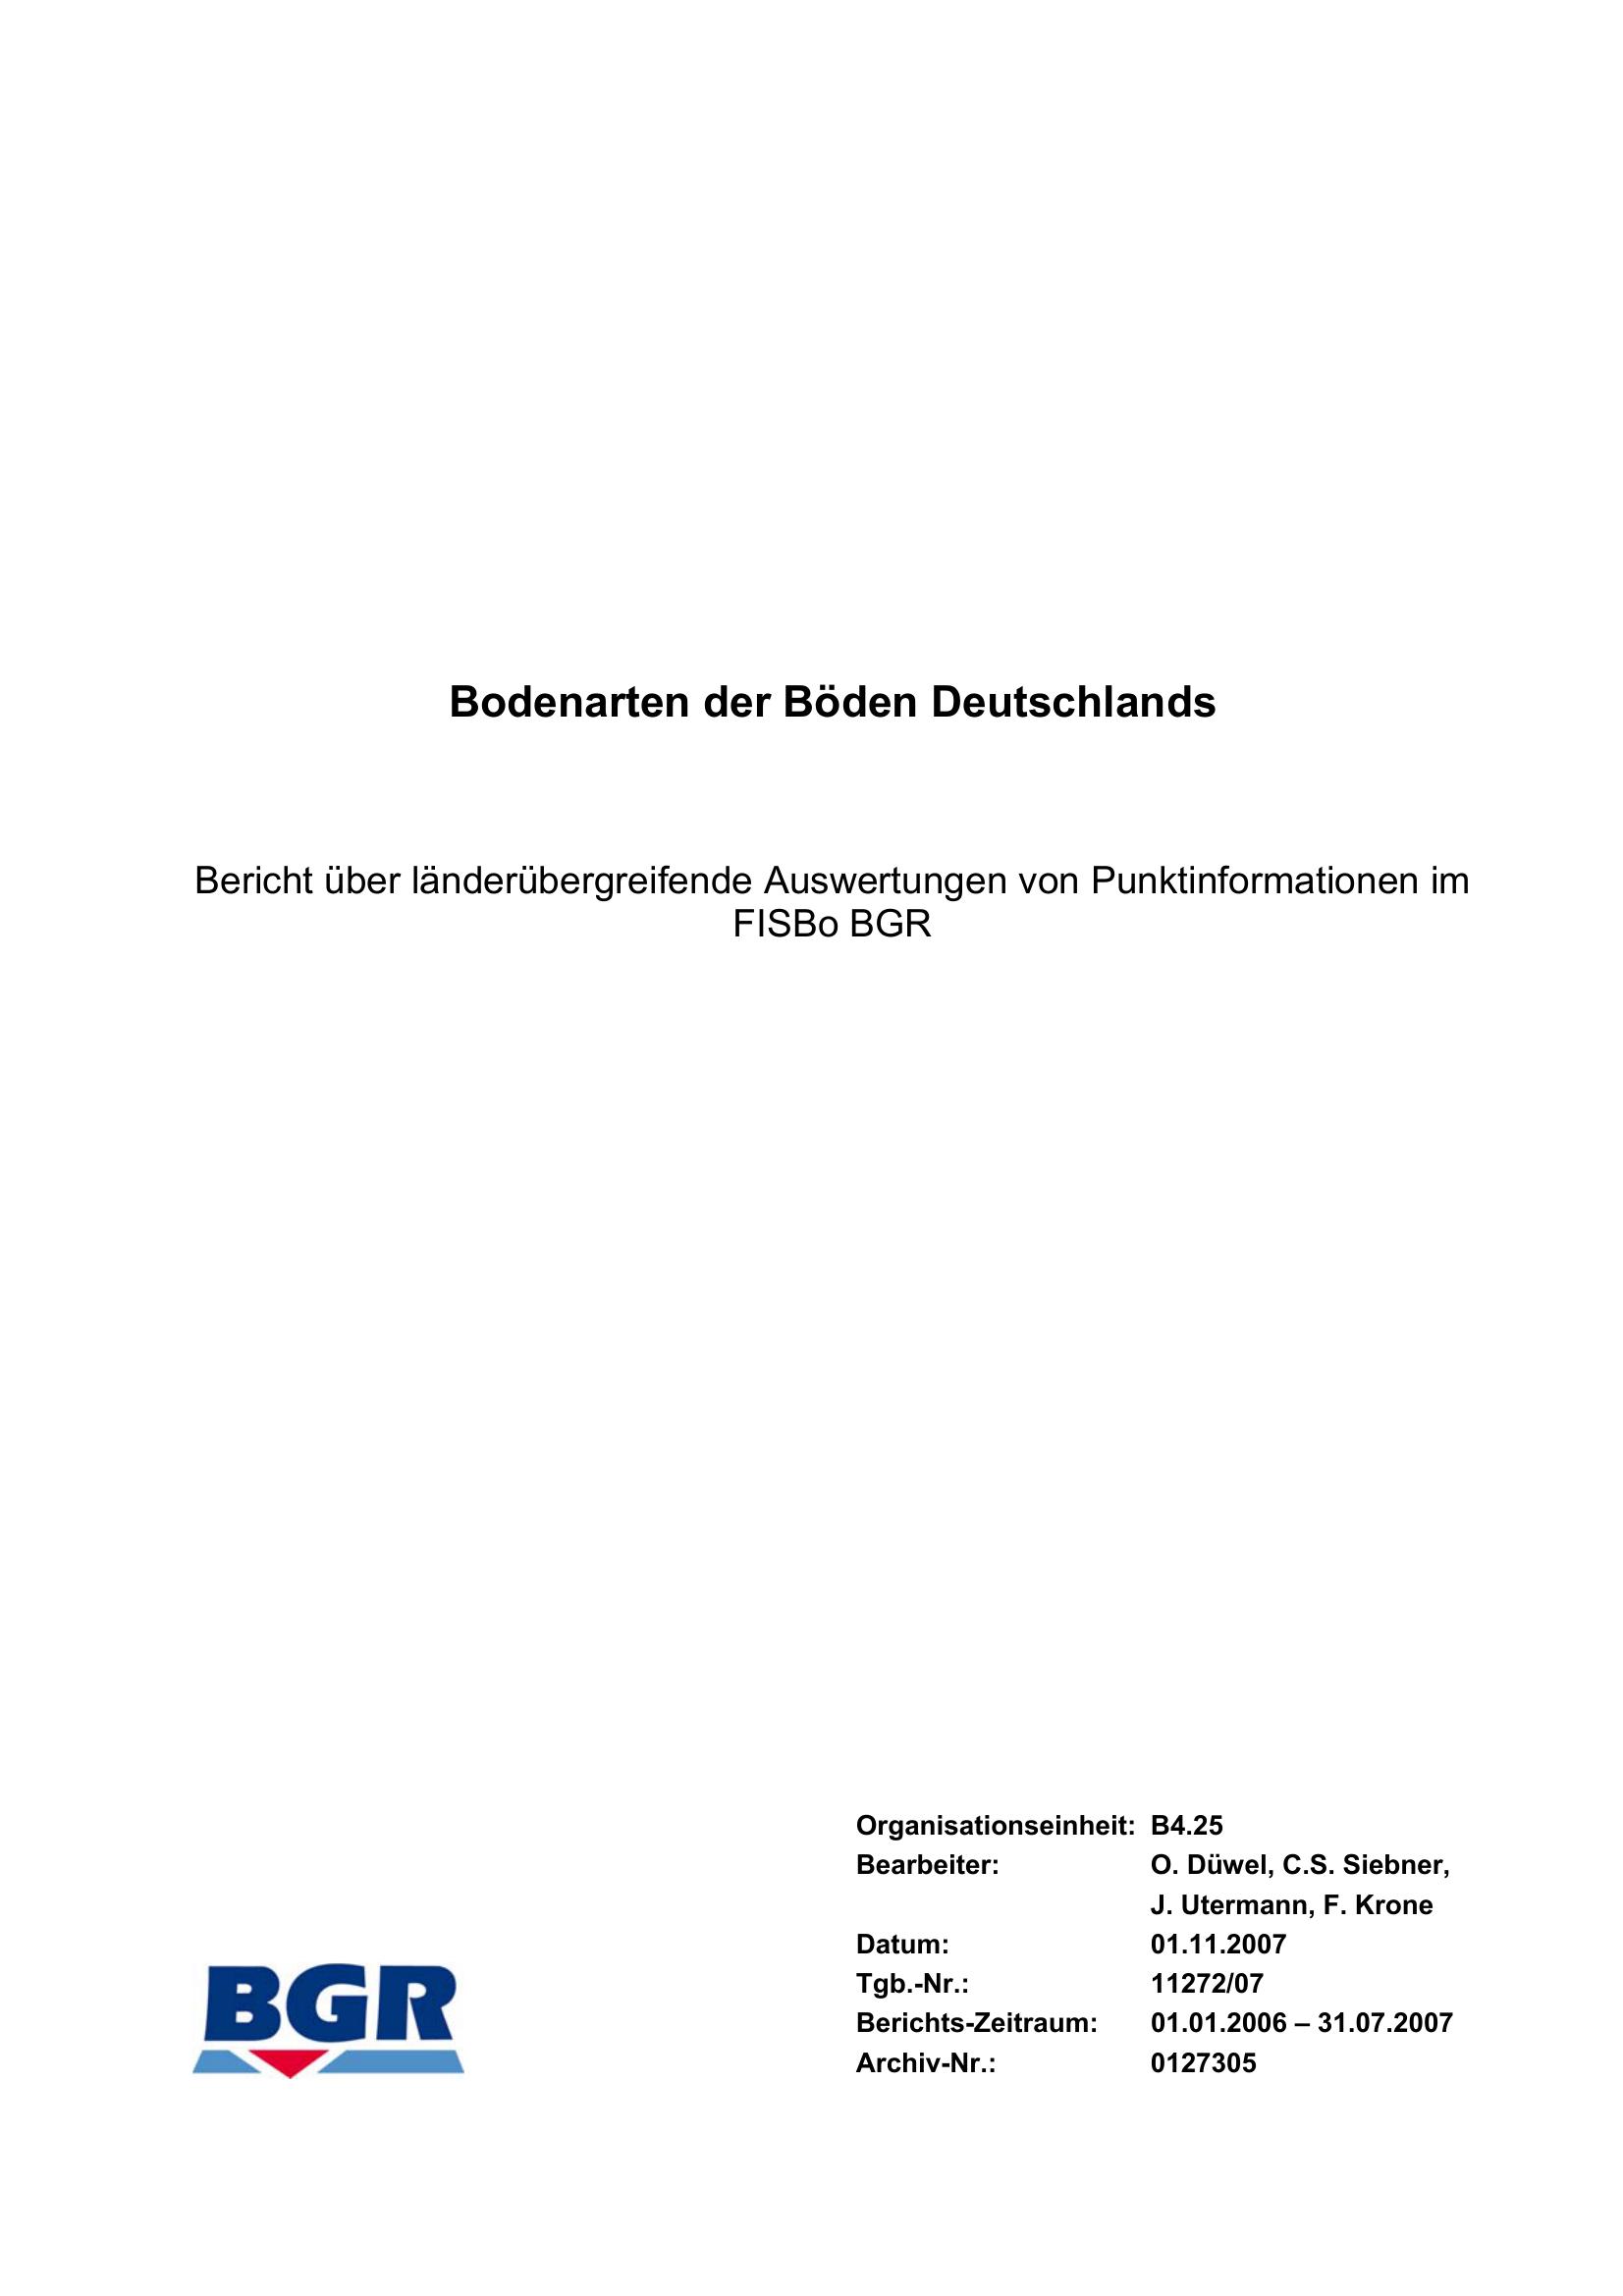 Bodenarten der Böden Deutschlands
Bericht über länderübergreifende Auswertungen von Punktinformationen im
FISBo BGR
Organisationseinheit: B4.25
Bearbeiter: O. Düwel, C.S. Siebner,
J. Utermann, F. Krone
Datum: 01.11.2007
Tgb.-Nr.: 11272/07
Berichts-Zeitraum: 01.01.2006 – 31.07.2007
Archiv-Nr.: 0127305
BGR